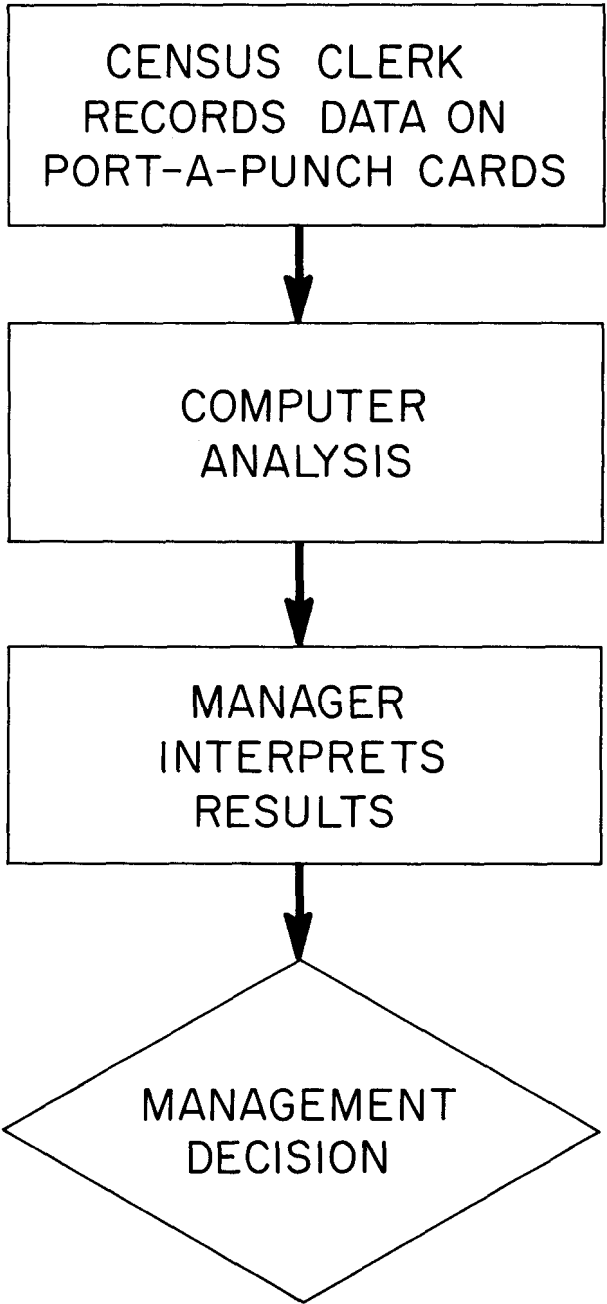 CENSUS CLERK
RECORDS DATA ON
PORT-A-PUNCH CARDS
COMPUTER
ANALYSIS
MANAGER
INTERPRETS
RESULTS
MANAGEMENT
DECISION